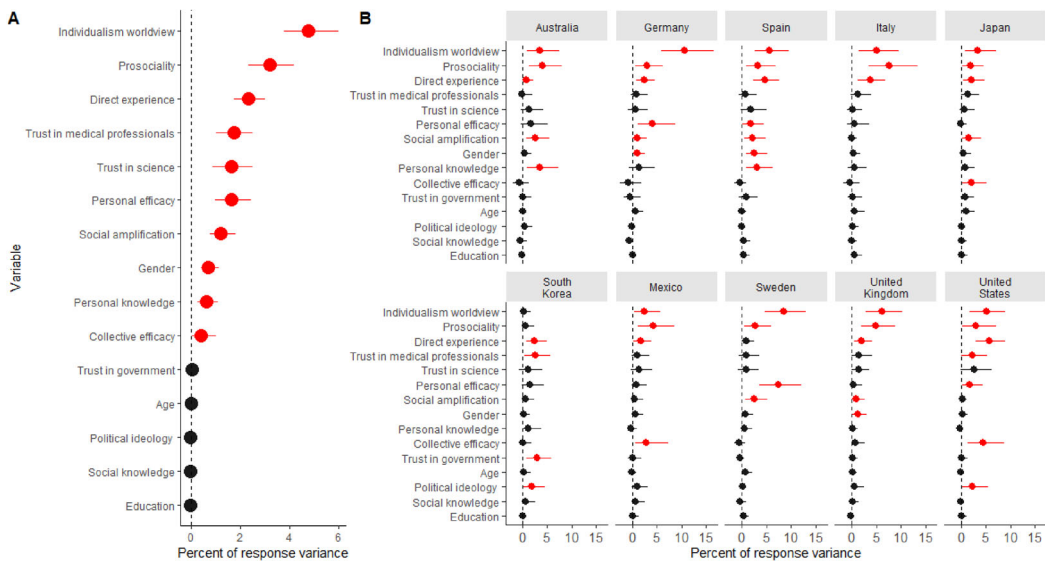 A
Variable
Individualism worldview
Prosociality
Direct experience
Trust in medical professionals
Trust in science
Personal efficacy
Social amplification
Gender
Personal knowledge
Collective efficacy
Trust in government
Age
Political ideology
Social knowledge
Education
0 2 4 6
Percent of response variance
B
Australia Germany Spain Italy Japan
Individualism worldview
Prosociality
Direct experience
Trust in medical professionals
Trust in science
Personal efficacy
Social amplification
Gender
Personal knowledge
Collective efficacy
Trust in government
Age
Political ideology
Social knowledge
Education
South Korea
Mexico
Sweden
United Kingdom
United States
Individualism worldview
Prosociality
Direct experience
Trust in medical professionals
Trust in science
Personal efficacy
Social amplification
Gender
Personal knowledge
Collective efficacy
Trust in government
Age
Political ideology
Social knowledge
Education
0 5 10 15 0 5 10 15 0 5 10 15 0 5 10 15 0 5 10 15
Percent of response variance